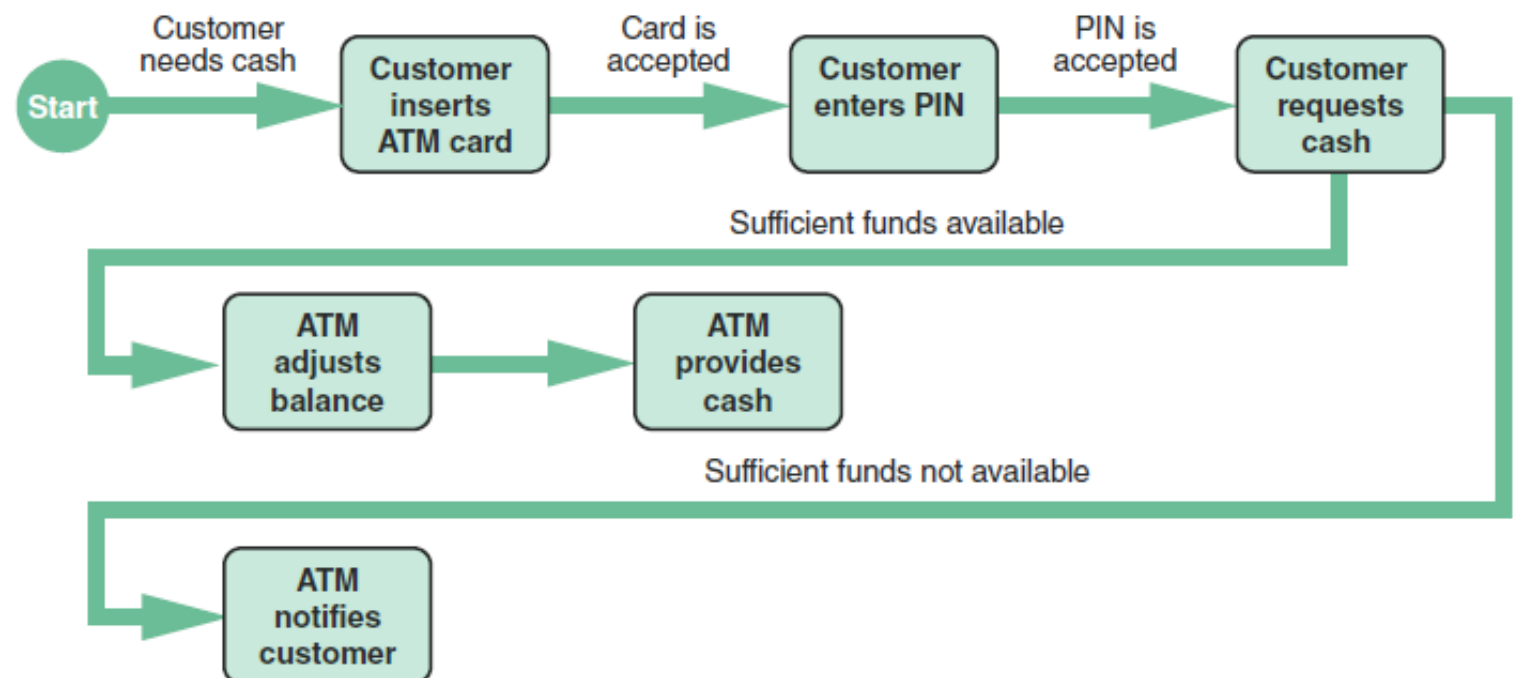 Customer
needs cash
Card is
accepted
PIN is
accepted
Start
Customer
inserts
ATM card
Customer
enters PIN
Customer
requests
cash
Sufficient funds available
ATM
adjusts
balance
ATM
provides
cash
Sufficient funds not available
ATM
notifies
customer